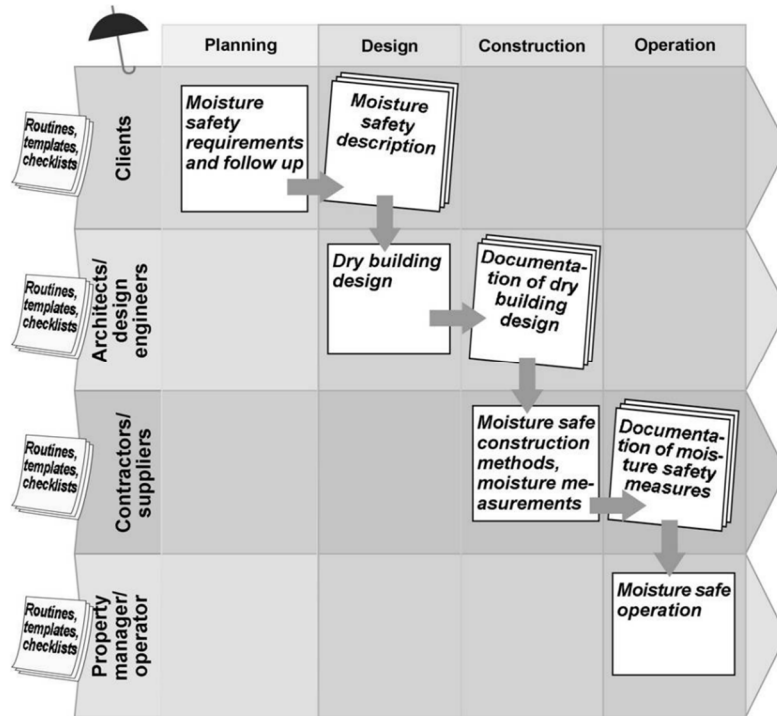 Planning
Design
Construction
Operation
Routines,
templates,
checklists
Clients
Moisture
safety
requirements
and follow up
Moisture
safety
description
Routines,
templates,
checklists
Architects/
design
engineers
Dry building
design
Documenta-
tion of dry
building
design
Routines,
templates,
checklists
Contractors/
suppliers
Moisture safe
construction
methods,
moisture me-
asurements
Documenta-
tion of mois-
ture safety
measures
Routines,
templates,
checklists
Property
manager/
operator
Moisture safe
operation